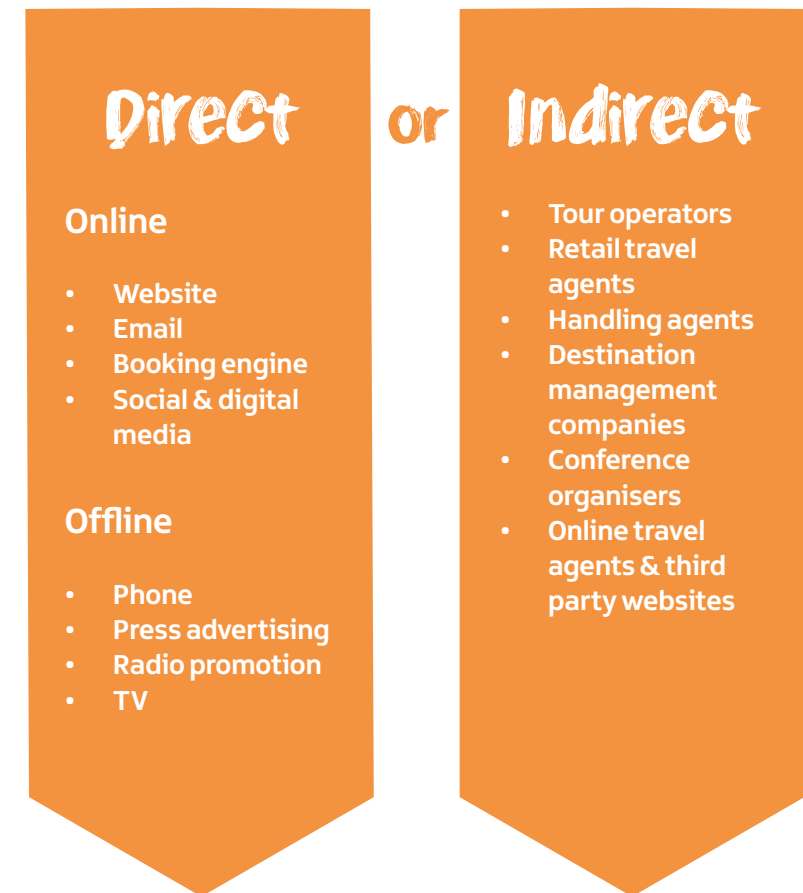 Direct
or
Indirect
Online
• Website
• Email
• Booking engine
• Social & digital
media
Offline
• Phone
• Press advertising
• Radio promotion
• TV
• Tour operators
• Retail travel
agents
• Handling agents
• Destination
management
companies
• Conference
organisers
• Online travel
agents & third
party websites